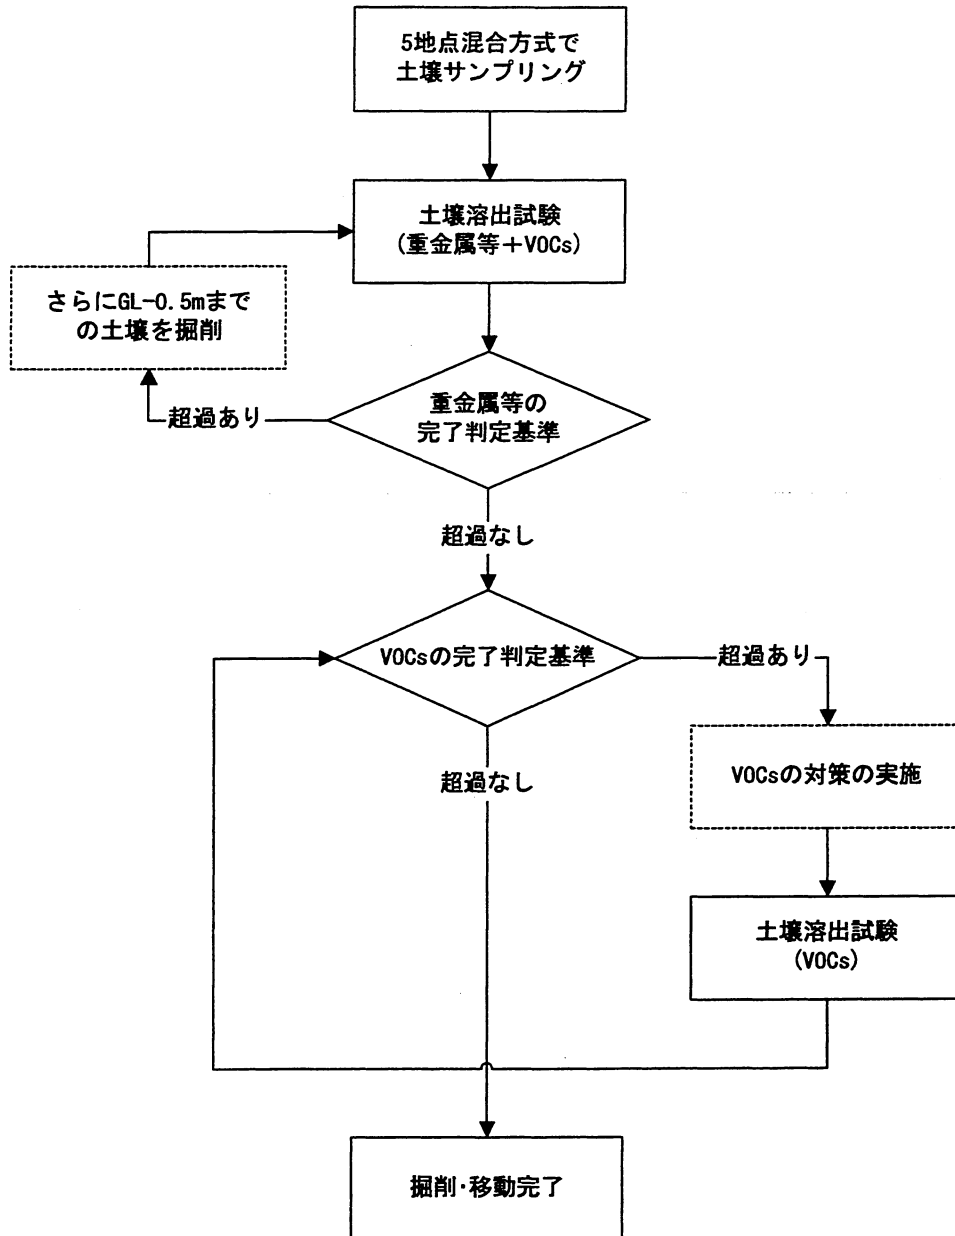 5地点混合方式で
土壌サンプリング
土壌溶出試験
(重金属等+VOCs)
さらにGL-0.5mまで
の土壌を掘削
重金属等の
完了判定基準
超過あり
超過なし
VOCsの完了判定基準
超過あり
超過なし
VOCsの対策の実施
土壌溶出試験
(VOCs)
掘削・移動完了